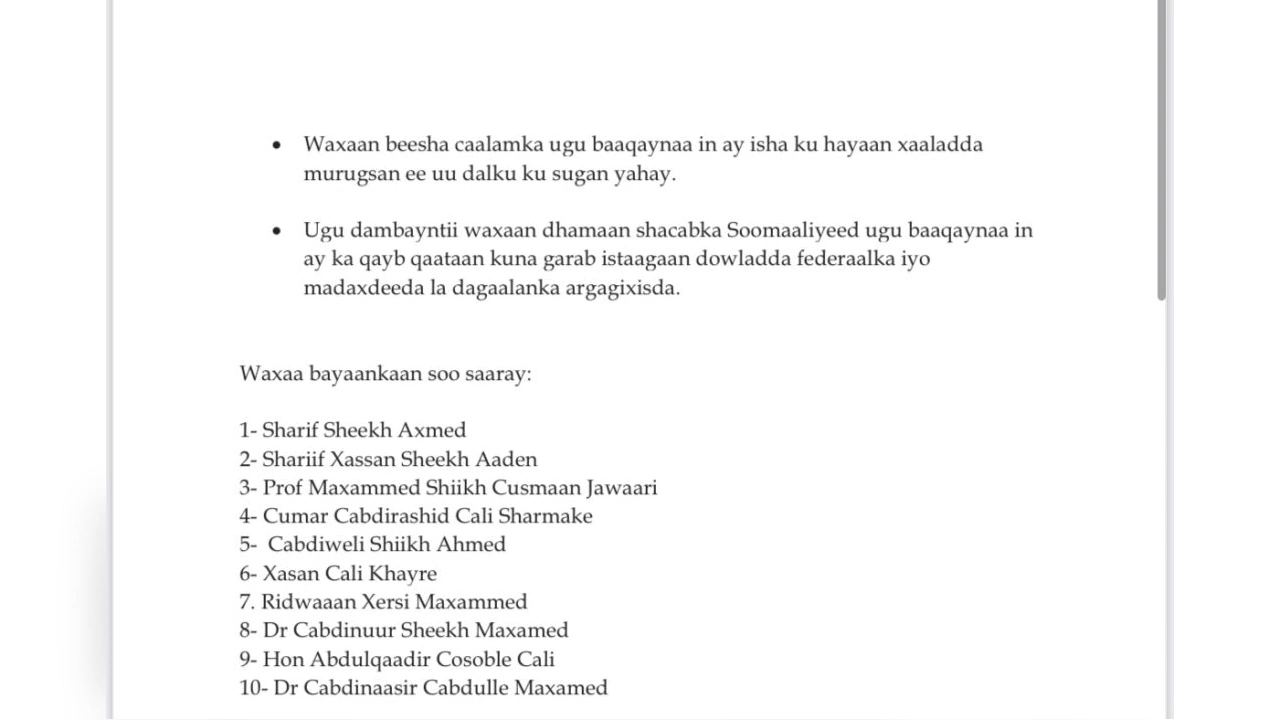 • Waxaan beesha caalamka ugu baaqaynaa in ay isha ku hayaan xaaladda
murugsan ee uu dalku ku sugan yahay.
• Ugu dambayntii waxaan dhamaan shacabka Soomaaliyeed ugu baaqaynaa in
ay ka qayb qaataan kuna garab istaagaan dowladda federaalka iyo
madaxdeeda la dagaalanka argagixisda.
Waxaa bayaankaan soo saaray:
1- Sharif Sheekh Axmed
2- Shariif Xassan Sheekh Aaden
3- Prof Maxammed Shiikh Cusmaan Jawaari
4- Cumar Cabdirashid Cali Sharmake
5-  Cabdiweli Shiikh Ahmed
6- Xasan Cali Khayre
7. Ridwaaan Xersi Maxammed
8- Dr Cabdinuur Sheekh Maxamed
9- Hon Abdulqaadir Cosoble Cali
10- Dr Cabdinaasir Cabdulle Maxamed